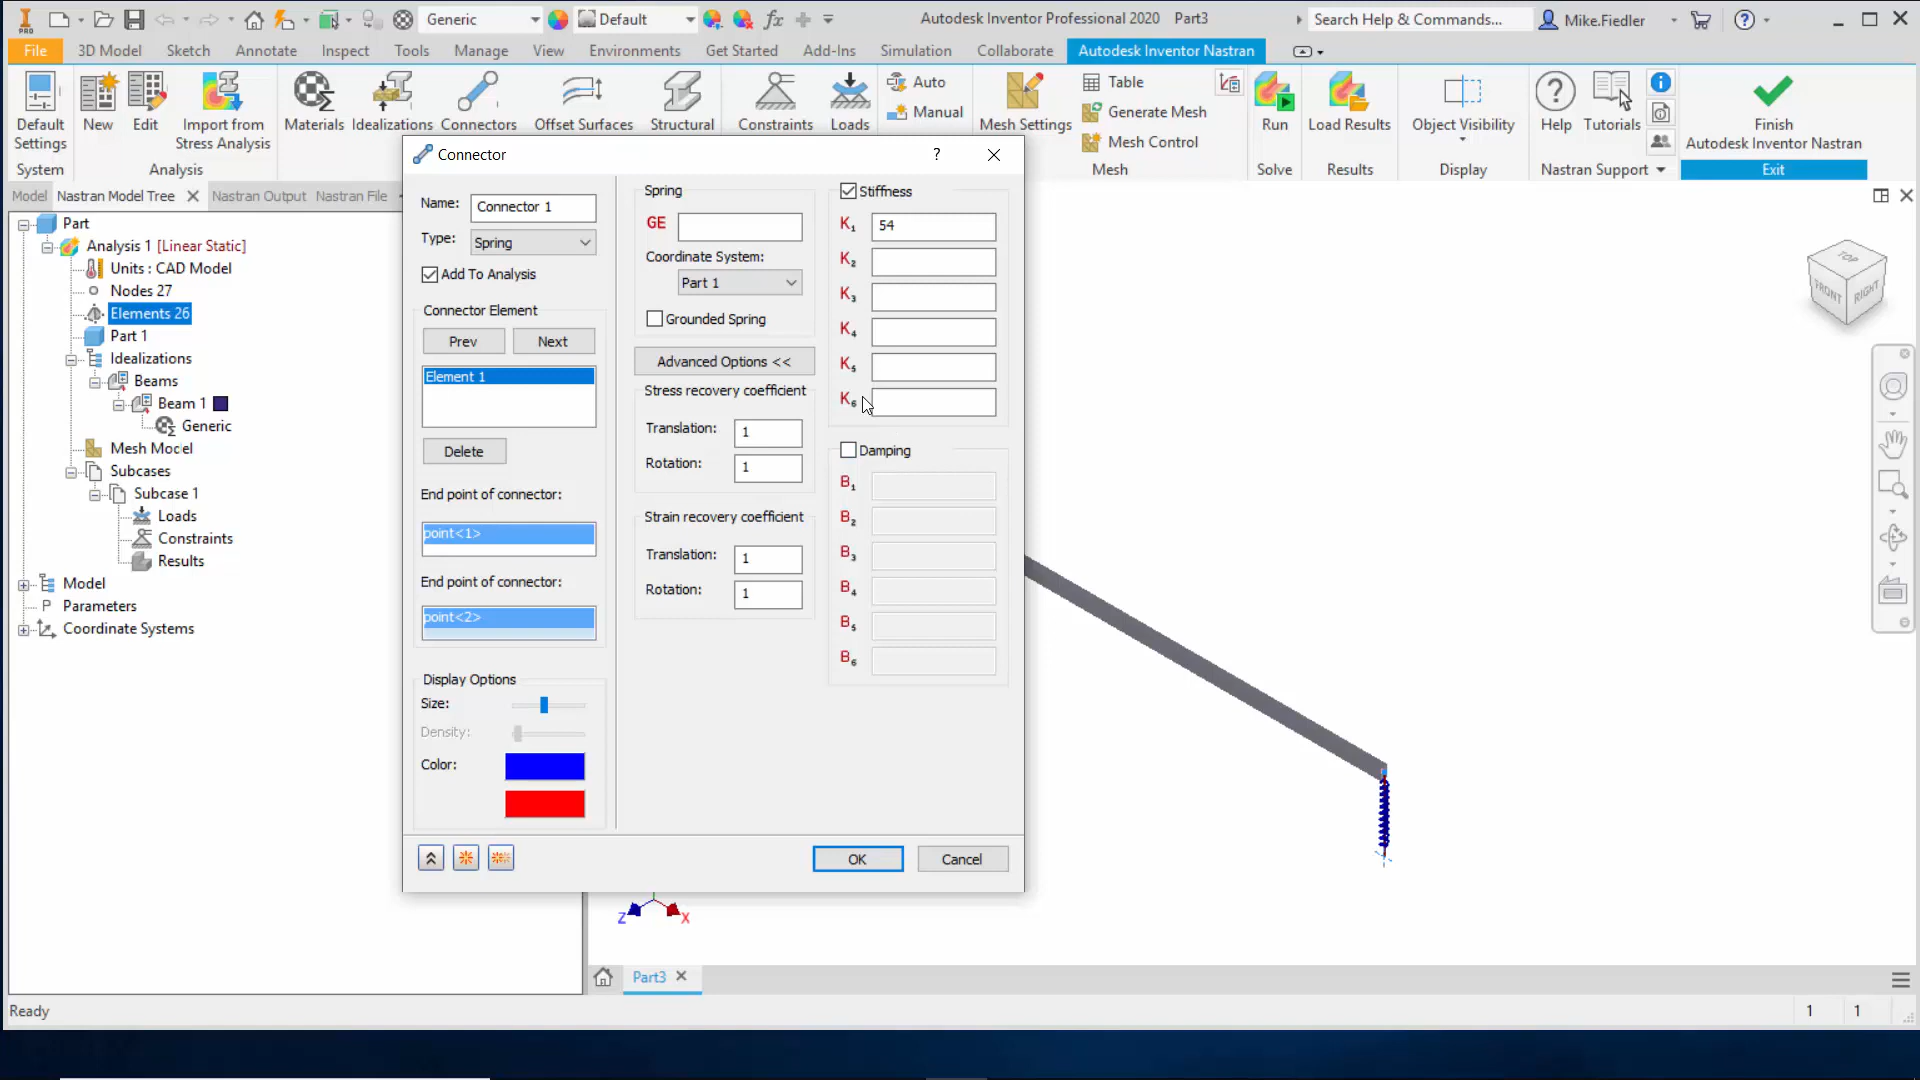 PRO
Generic
Default
Autodesk Inventor Professional 2020 Part3
Search Help & Commands...
Mike.Fiedler
File 3D Model Sketch Annotate Inspect Tools Manage View Environments Get Started Add-Ins Simulation Collaborate Autodesk Inventor Nastran
Default Settings
New
Edit
Import from Stress Analysis
Materials
Idealizations
Connectors
Offset Surfaces
Structural
Constraints
Loads
Auto
Manual
Mesh Settings
Table
Generate Mesh
Mesh Control
Run
Load Results
Object Visibility
Help
Tutorials
Finish
Autodesk Inventor Nastran
System
Analysis
Mesh
Solve
Results
Display
Nastran Support
Exit
Model Nastran Model Tree Nastran Output Nastran File
Part
Analysis 1 [Linear Static]
Units : CAD Model
Nodes 27
Elements 26
Part 1
Idealizations
Beams
Beam 1
Generic
Mesh Model
Subcases
Subcase 1
Loads
Constraints
Results
Model
P Parameters
Coordinate Systems
Connector
?
Name: Connector 1
Type: Spring
Add To Analysis
Connector Element
Prev Next
Element 1
Delete
End point of connector:
point<1>
End point of connector:
point<2>
Display Options
Size:
Density:
Color:
Spring
GE
Coordinate System:
Part 1
Grounded Spring
Advanced Options <<
Stress recovery coefficient
Translation: 1
Rotation: 1
Strain recovery coefficient
Translation: 1
Rotation: 1
Stiffness
K1 54
K2
K3
K4
K5
K6
Damping
B1
B2
B3
B4
B5
B6
OK Cancel
TOP
FRONT
RIGHT
Z X
Part3
Ready
1 1